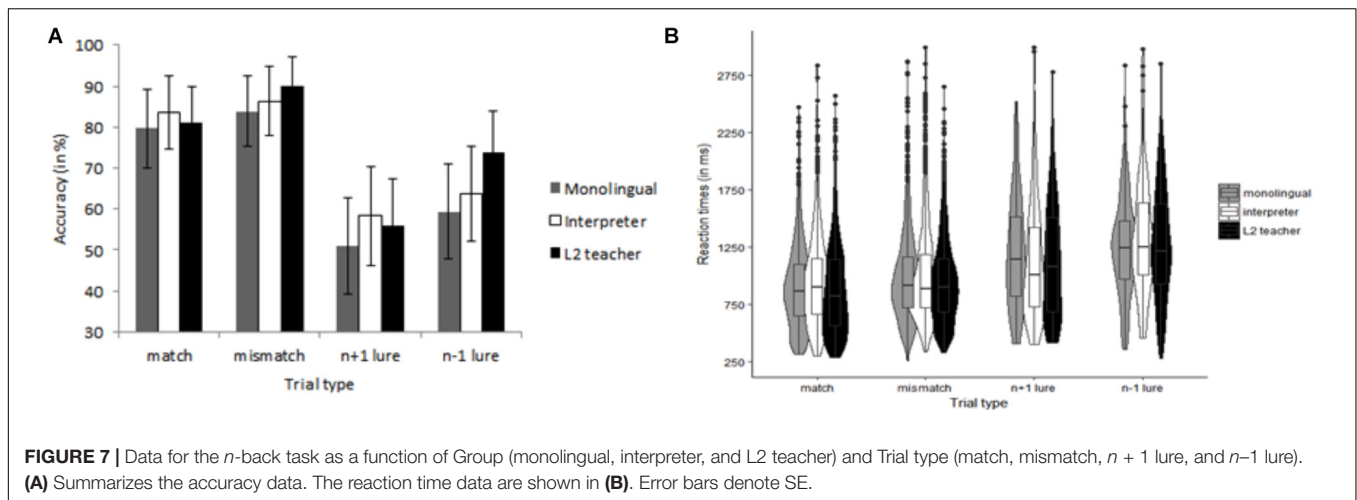 A
100
90
80
70
60
50
40
30
Accuracy (in %)
match mismatch n+1 lure n-1 lure
Trial type
Monolingual
Interpreter
L2 teacher
B
2750
2250
1750
1250
750
250
Reaction times (in ms)
match mismatch n+1 lure n-1 lure
Trial type
monolingual
interpreter
L2 teacher
FIGURE 7 | Data for the n-back task as a function of Group (monolingual, interpreter, and L2 teacher) and Trial type (match, mismatch, n + 1 lure, and n–1 lure).
(A) Summarizes the accuracy data. The reaction time data are shown in (B). Error bars denote SE.